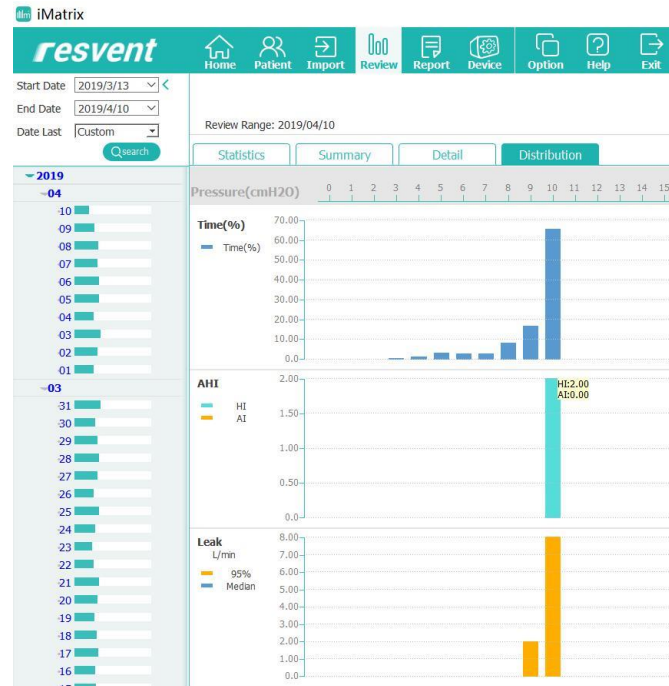 iMatrix
resvent
Home Patient Import Review Report Device Option Help Exit
Start Date 2019/3/13
End Date 2019/4/10
Date Last Custom
search
Review Range: 2019/04/10
Statistics Summary Detail Distribution
Pressure(cmH2O) 0 1 2 3 4 5 6 7 8 9 10 11 12 13 14 15
2019
04
10
09
08
07
06
05
04
03
02
01
03
31
30
29
28
27
26
25
24
23
22
21
20
19
18
17
16
Time(%)
Time(%)
70.00
60.00
50.00
40.00
30.00
20.00
10.00
0.0
AHI
HI
AI
2.00
1.50
1.00
0.50
0.0
HI:2.00
AI:0.00
Leak
L/min
95%
Median
8.00
7.00
6.00
5.00
4.00
3.00
2.00
1.00
0.0